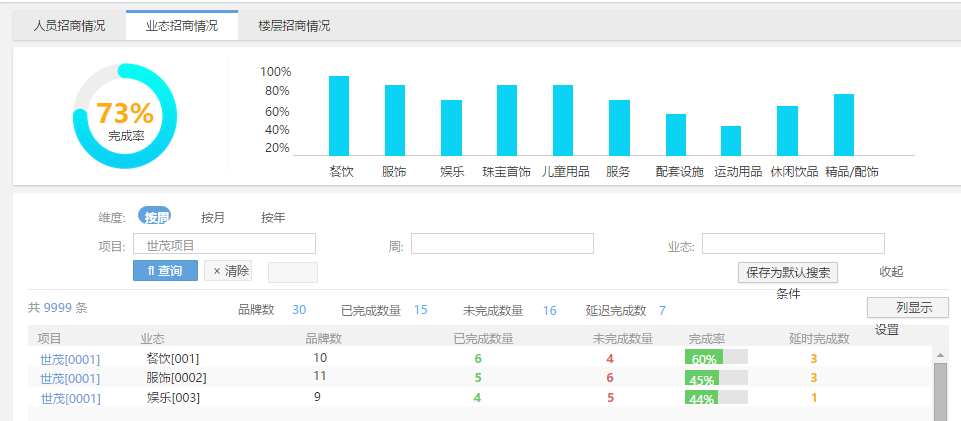 人员招商情况 业态招商情况 楼层招商情况
73%
完成率
100%
80%
60%
40%
20%
餐饮 服饰 娱乐 珠宝首饰 儿童用品 服务 配套设施 运动用品 休闲饮品 精品/配饰
维度: 按周 按月 按年
项目: 世茂项目 周: 业态:
fl 查询 × 清除 保存为默认搜索条件 收起
共 9999 条 品牌数 30 已完成数量 15 未完成数量 16 延迟完成数 7 列显示设置
项目 业态 品牌数 已完成数量 未完成数量 完成率 延时完成数
世茂[0001] 餐饮[001] 10 6 4 60% 3
世茂[0001] 服饰[0002] 11 5 6 45% 3
世茂[0001] 娱乐[003] 9 4 5 44% 1